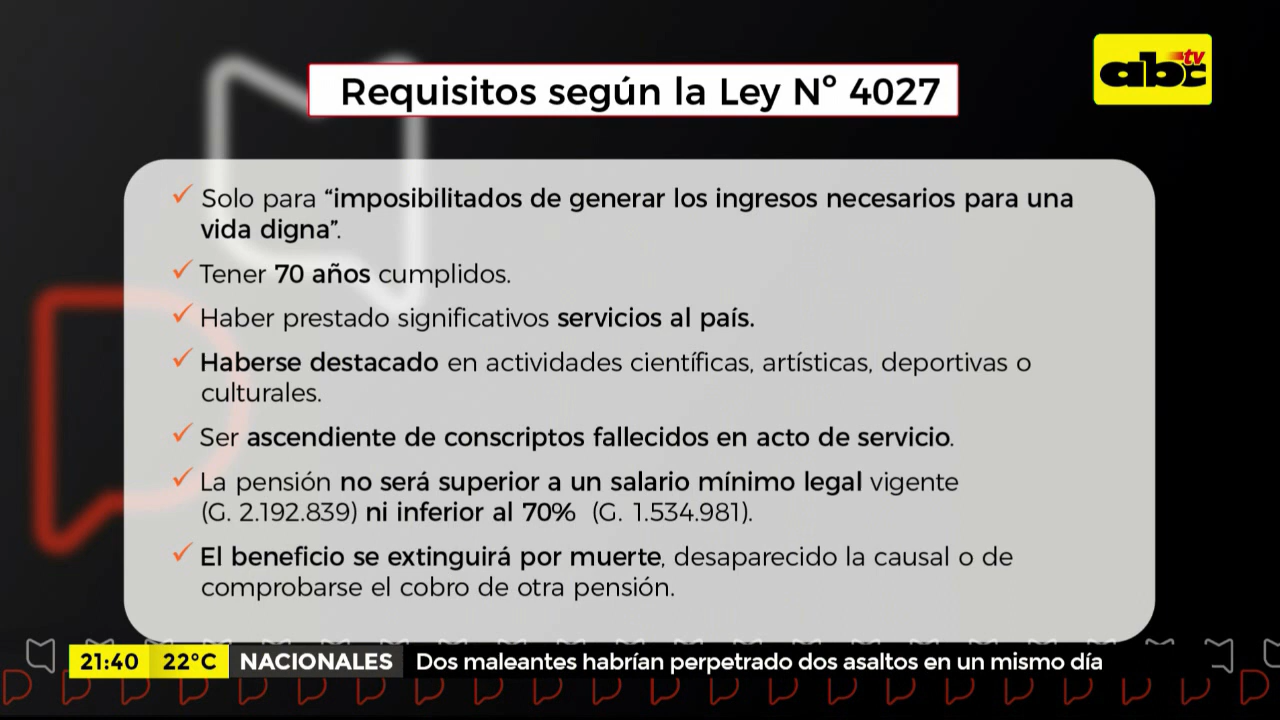 abc tv
Requisitos según la Ley Nº 4027
✓ Solo para “imposibilitados de generar los ingresos necesarios para una
vida digna”.
✓ Tener 70 años cumplidos.
✓ Haber prestado significativos servicios al país.
✓ Haberse destacado en actividades científicas, artísticas, deportivas o
culturales.
✓ Ser ascendiente de conscriptos fallecidos en acto de servicio.
✓ La pensión no será superior a un salario mínimo legal vigente
(G. 2.192.839) ni inferior al 70% (G. 1.534.981).
✓ El beneficio se extinguirá por muerte, desaparecido la causal o de
comprobarse el cobro de otra pensión.
21:40 22°C NACIONALES Dos maleantes habrían perpetrado dos asaltos en un mismo día